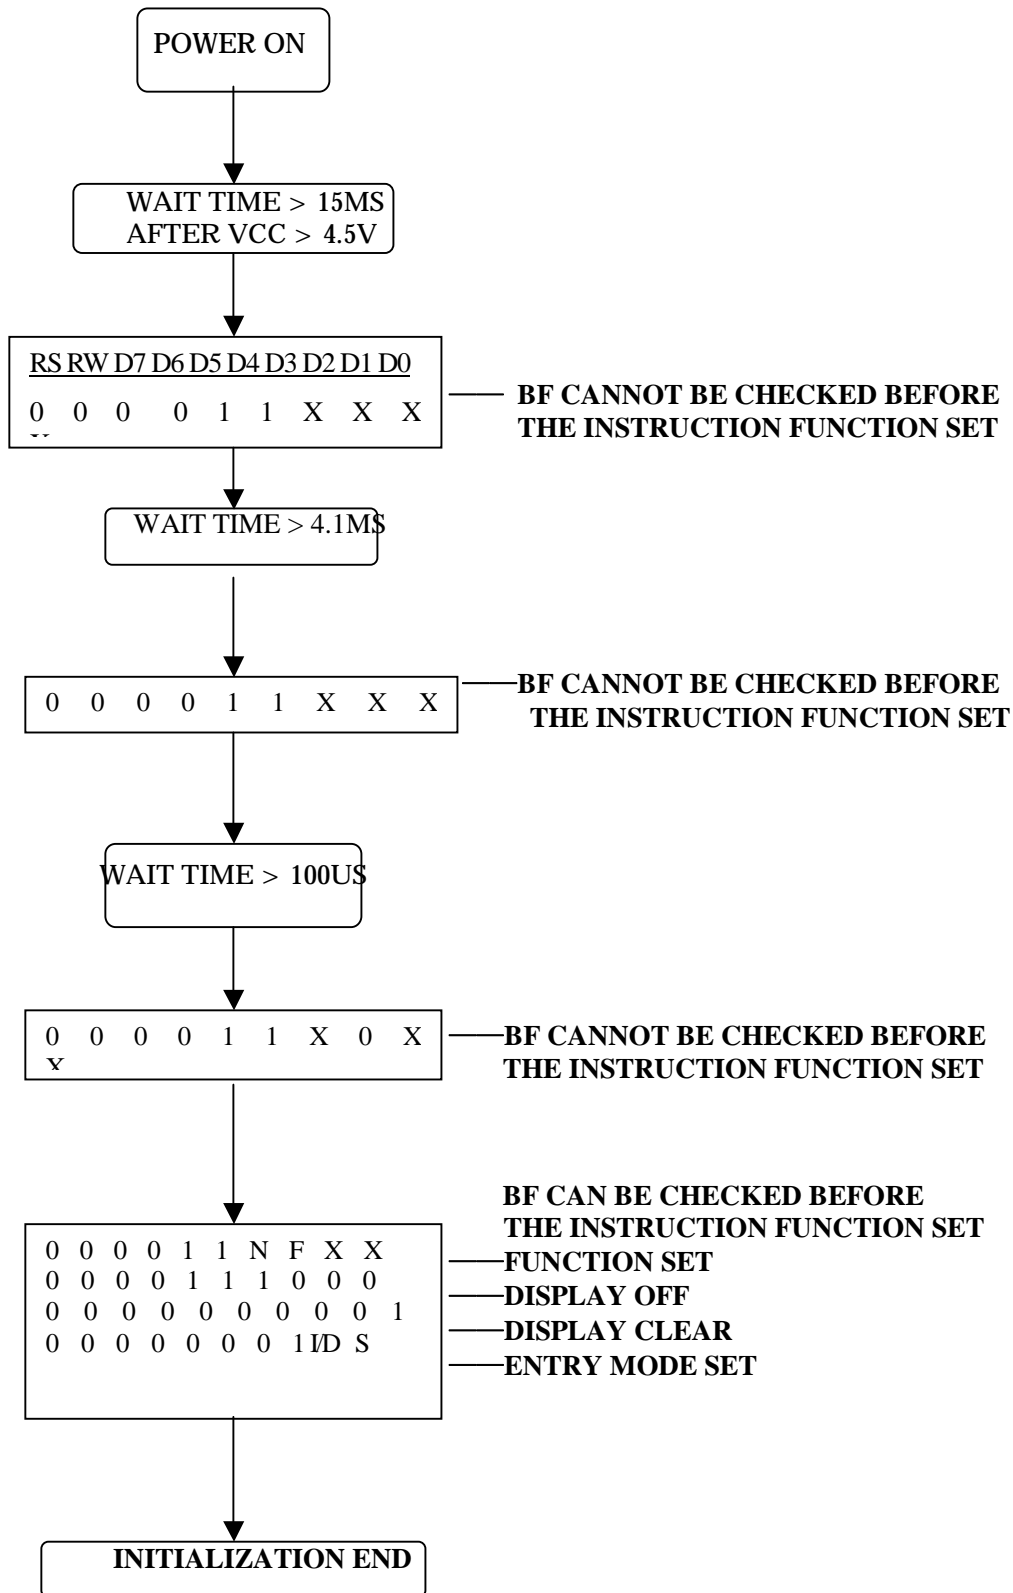 POWER ON
WAIT TIME > 15MS
AFTER VCC > 4.5V
RS RW D7 D6 D5 D4 D3 D2 D1 D0
0 0 0 0 1 1 X X X
BF CANNOT BE CHECKED BEFORE
THE INSTRUCTION FUNCTION SET
WAIT TIME > 4.1MS
0 0 0 0 1 1 X X X
BF CANNOT BE CHECKED BEFORE
THE INSTRUCTION FUNCTION SET
WAIT TIME > 100US
0 0 0 0 1 1 X 0 X
X
BF CANNOT BE CHECKED BEFORE
THE INSTRUCTION FUNCTION SET
BF CAN BE CHECKED BEFORE
THE INSTRUCTION FUNCTION SET
0 0 0 0 1 1 N F X X
FUNCTION SET
0 0 0 0 1 1 1 0 0 0
DISPLAY OFF
0 0 0 0 0 0 0 0 0 1
DISPLAY CLEAR
0 0 0 0 0 0 0 1 I/D S
ENTRY MODE SET
INITIALIZATION END